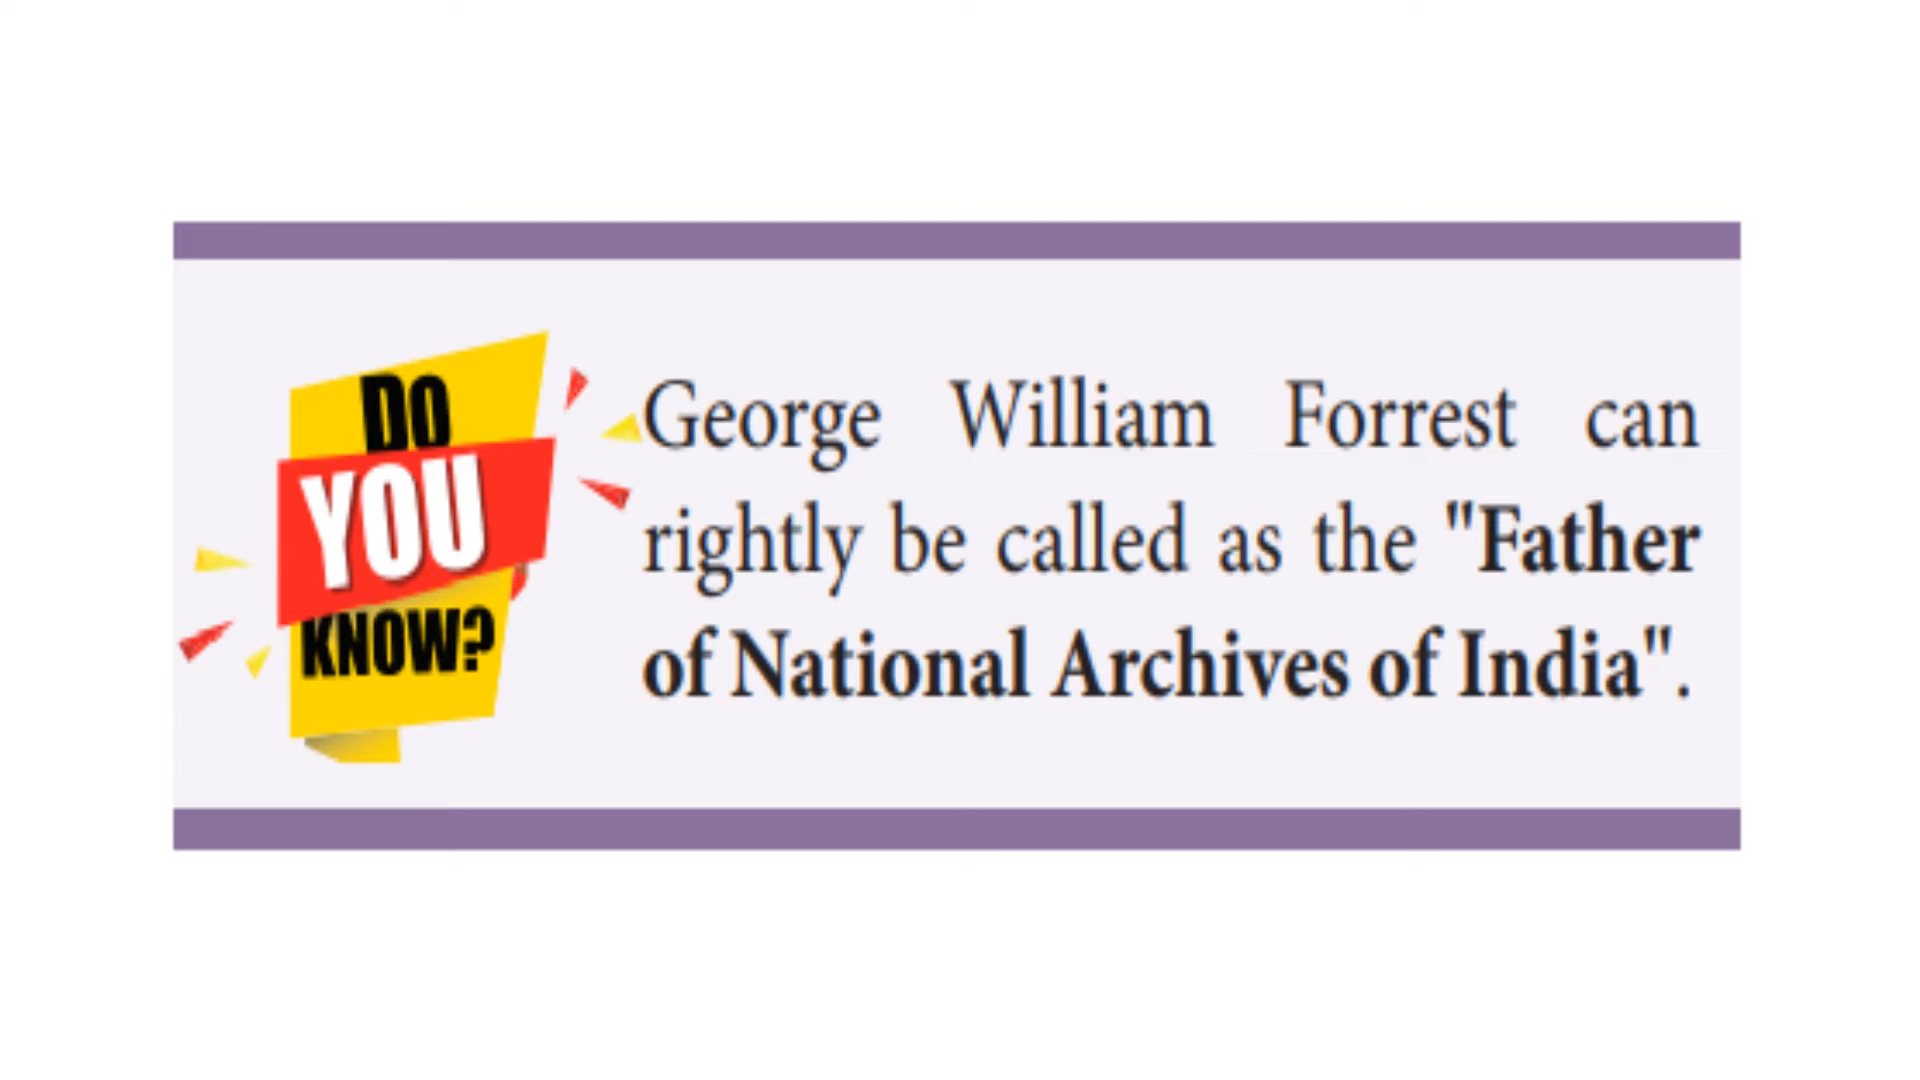 DO
YOU
KNOW?
George William Forrest can
rightly be called as the "Father
of National Archives of India".